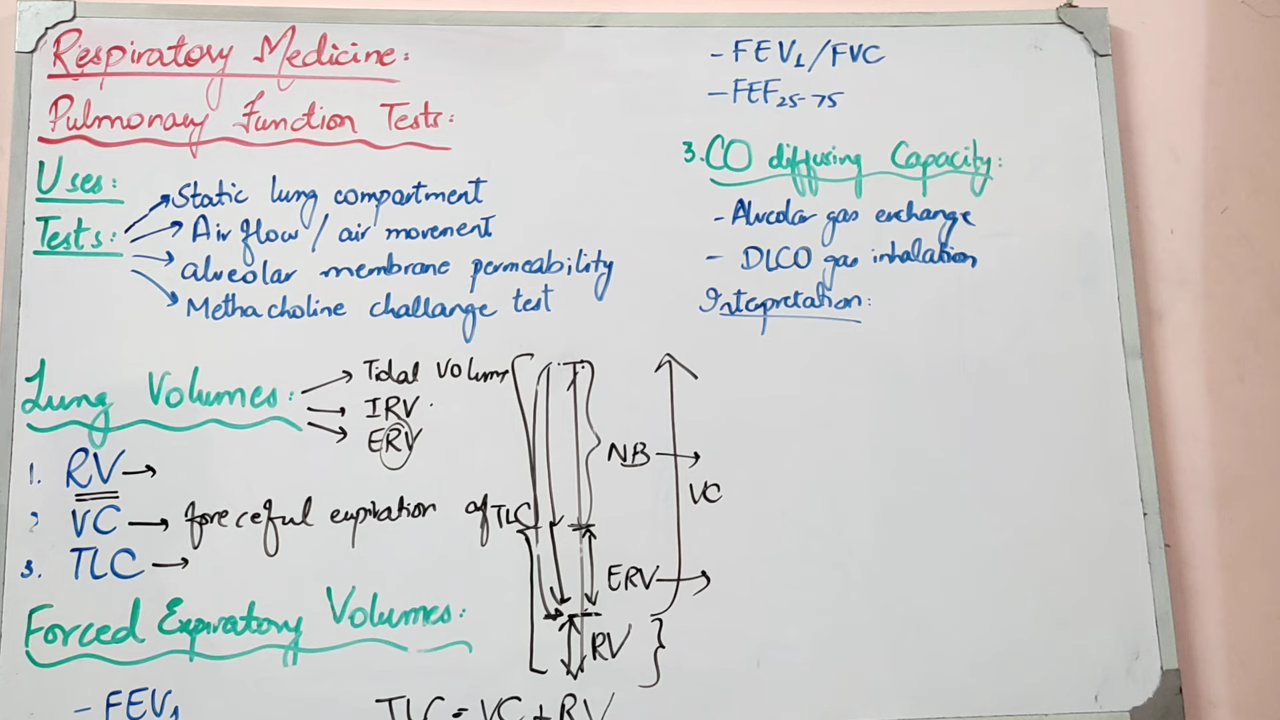 Respiratory Medicine:
Pulmonary Function Tests:
Uses:
Tests:
Static lung compartment
Air flow / air movement
alveolar membrane permeability
Methacholine challange test
Lung Volumes:
Tidal Volume
IRV
ERV
1. RV →
2 VC → foreceful expiration of TLC
3. TLC →
NB →
VC
ERV →
RV
Forced Expiratory Volumes:
- FEV1
TLC = VC + RV
- FEV1/FVC
- FEF25-75
3. CO diffusing Capacity:
- Alveolar gas exchange
- DLCO gas inhalation
Interpretation: